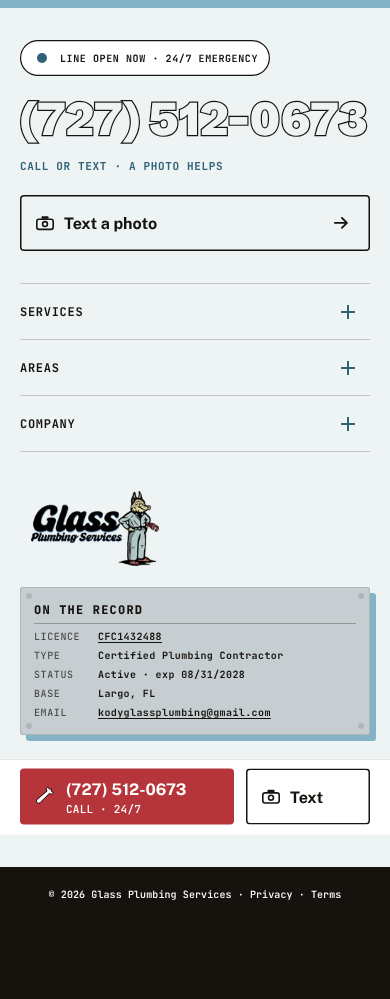 LINE OPEN NOW · 24/7 EMERGENCY
(727) 512-0673
CALL OR TEXT · A PHOTO HELPS
Text a photo
SERVICES
AREAS
COMPANY
Glass
Plumbing Services
ON THE RECORD
LICENCE CFC1432488
TYPE Certified Plumbing Contractor
STATUS Active · exp 08/31/2028
BASE Largo, FL
EMAIL kodyglassplumbing@gmail.com
(727) 512-0673
CALL · 24/7
Text
© 2026 Glass Plumbing Services · Privacy · Terms